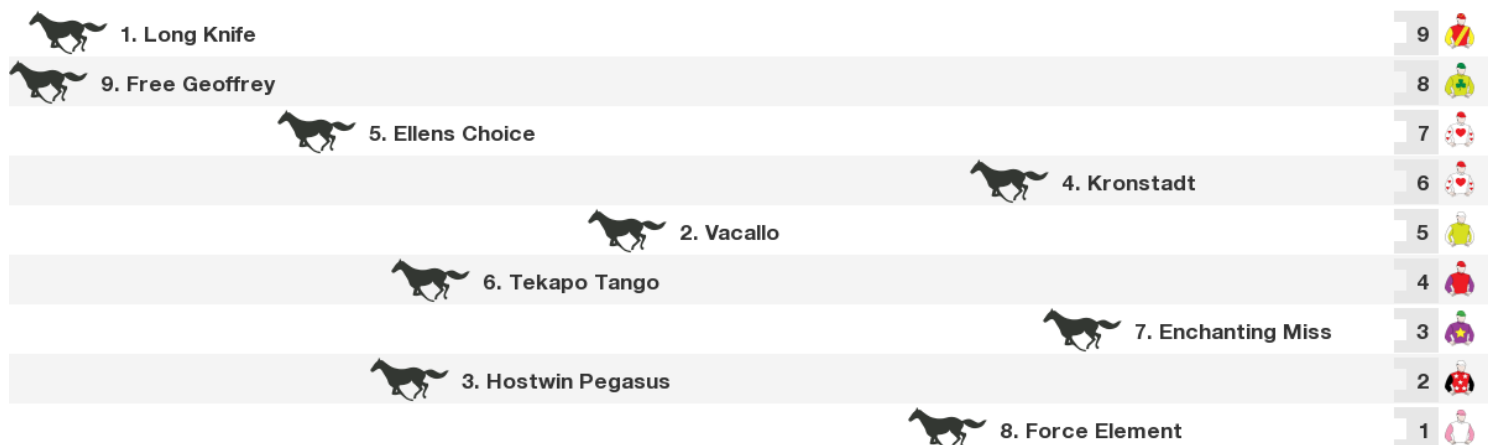 1. Long Knife 9
9. Free Geoffrey 8
5. Ellens Choice 7
4. Kronstadt 6
2. Vacallo 5
6. Tekapo Tango 4
7. Enchanting Miss 3
3. Hostwin Pegasus 2
8. Force Element 1